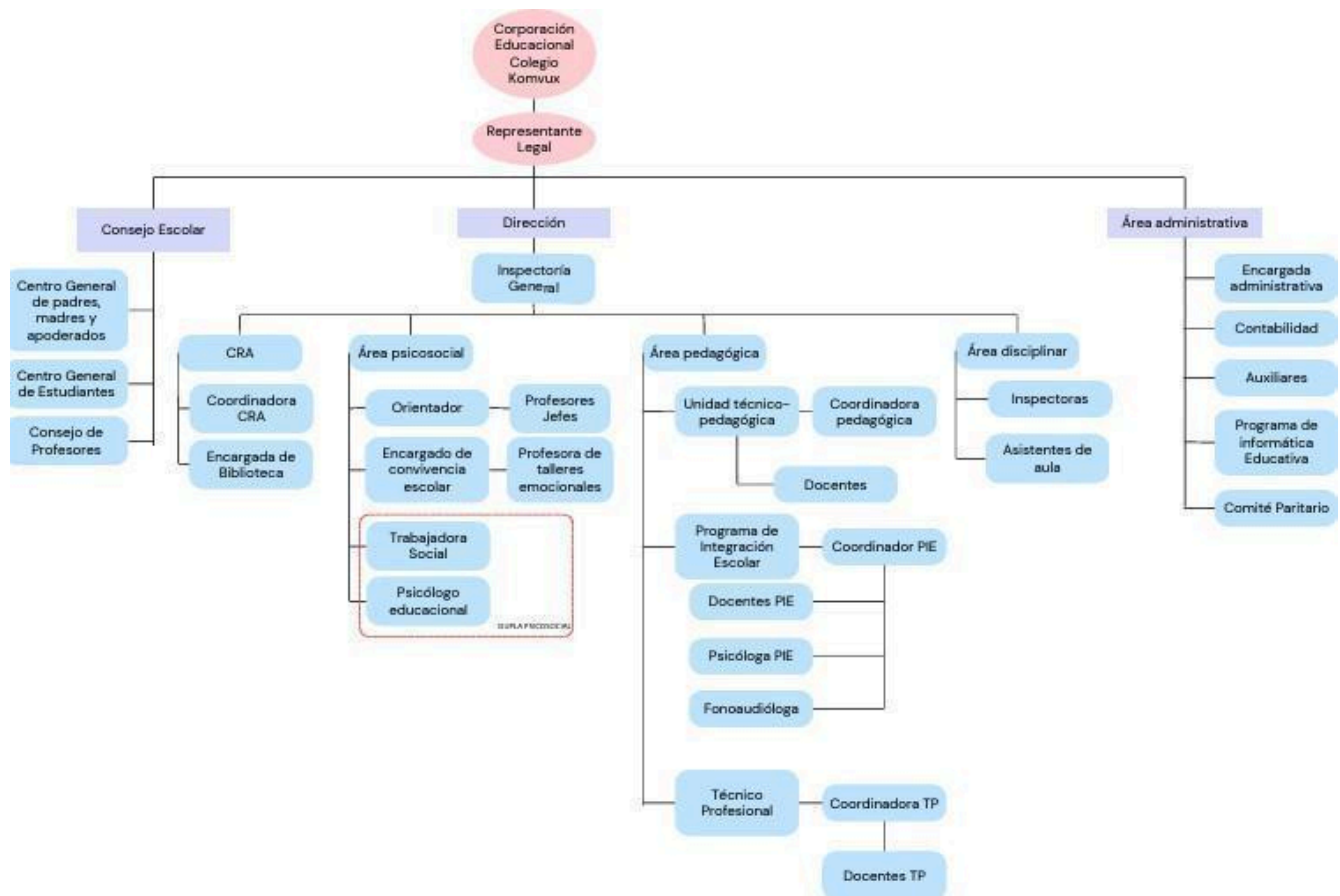 Corporación
Educacional
Colegio
Komvux
Representante
Legal
Consejo Escolar
Dirección
Área administrativa
Centro General
de padres,
madres y
apoderados
Centro General
de Estudiantes
Consejo de
Profesores
Inspectoría
General
CRA
Coordinadora
CRA
Encargada de
Biblioteca
Área psicosocial
Orientador
Profesores
Jefes
Encargado de
convivencia
escolar
Profesora de
talleres
emocionales
Trabajadora
Social
Psicólogo
educacional
DUPLA PSICOSOCIAL
Área pedagógica
Unidad técnico-
pedagógica
Coordinadora
pedagógica
Docentes
Programa de
Integración
Escolar
Coordinador PIE
Docentes PIE
Psicóloga PIE
Fonoaudióloga
Técnico
Profesional
Coordinadora TP
Docentes TP
Área disciplinar
Inspectoras
Asistentes de
aula
Encargada
administrativa
Contabilidad
Auxiliares
Programa de
informática
Educativa
Comité Paritario